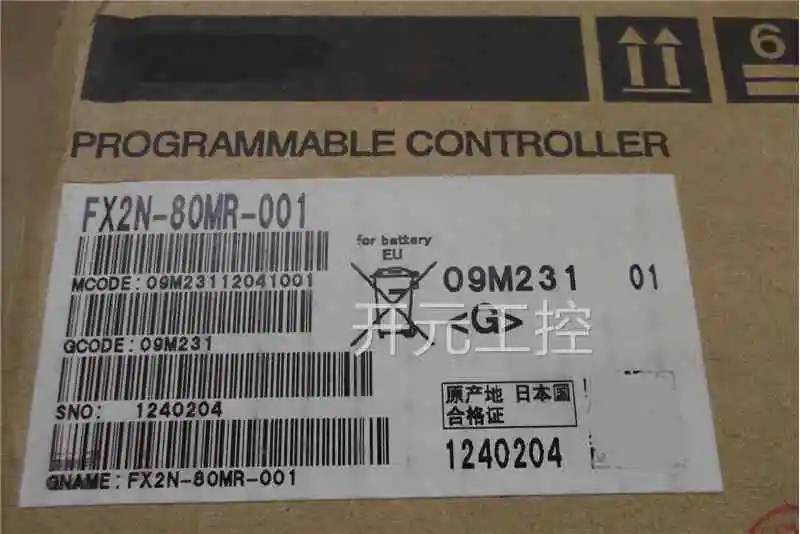 6
PROGRAMMABLE CONTROLLER
FX2N-80MR-001
MCODE: 09M23112041001
GCODE: 09M231
SNO: 1240204
GNAME: FX2N-80MR-001
for battery
EU
09M231 01
<G>
开元工控
原产地 日本国
合格证
1240204